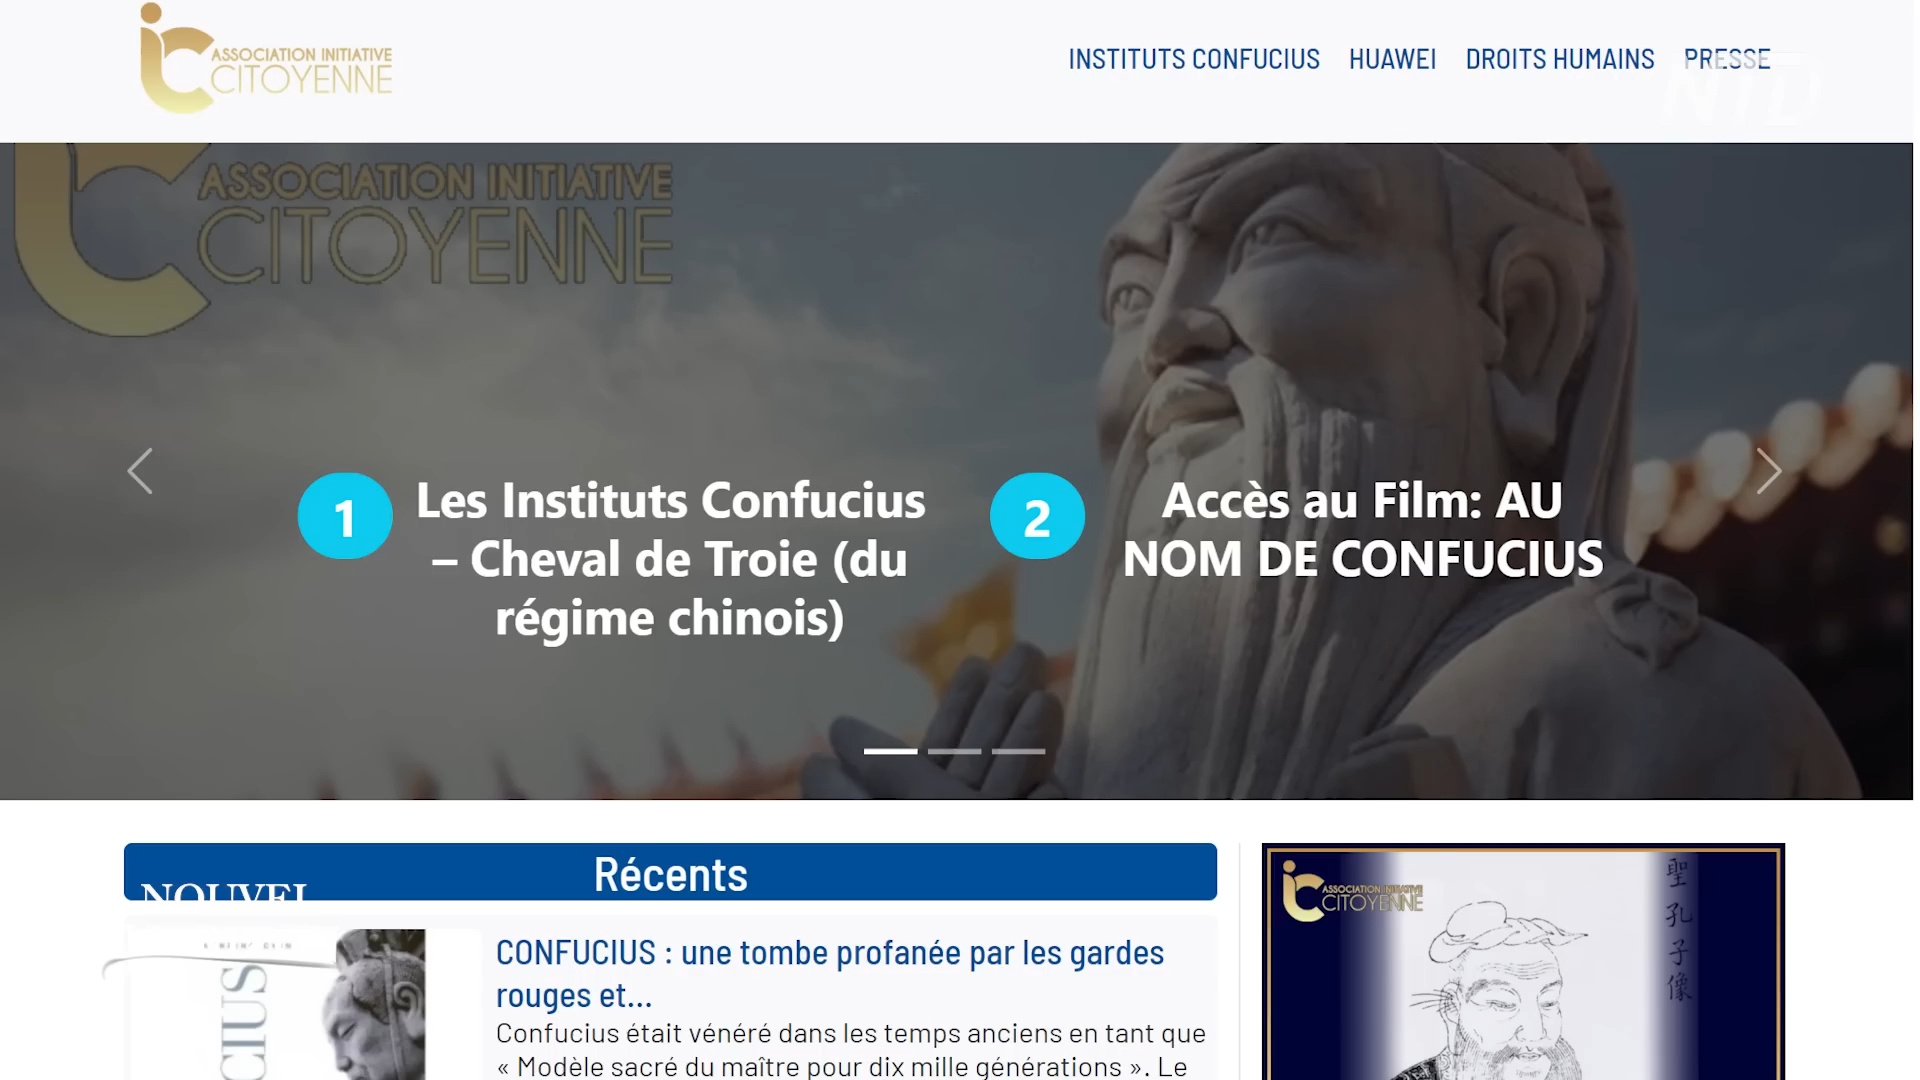 ASSOCIATION INITIATIVE
CITOYENNE
INSTITUTS CONFUCIUS HUAWEI DROITS HUMAINS PRESSE
NTD
ASSOCIATION INITIATIVE
CITOYENNE
1
Les Instituts Confucius
– Cheval de Troie (du
régime chinois)
2
Accès au Film: AU
NOM DE CONFUCIUS
Récents
CONFUCIUS : une tombe profanée par les gardes
rouges et...
Confucius était vénéré dans les temps anciens en tant que
« Modèle sacré du maître pour dix mille générations ». Le
ASSOCIATION INITIATIVE
CITOYENNE
聖孔子像